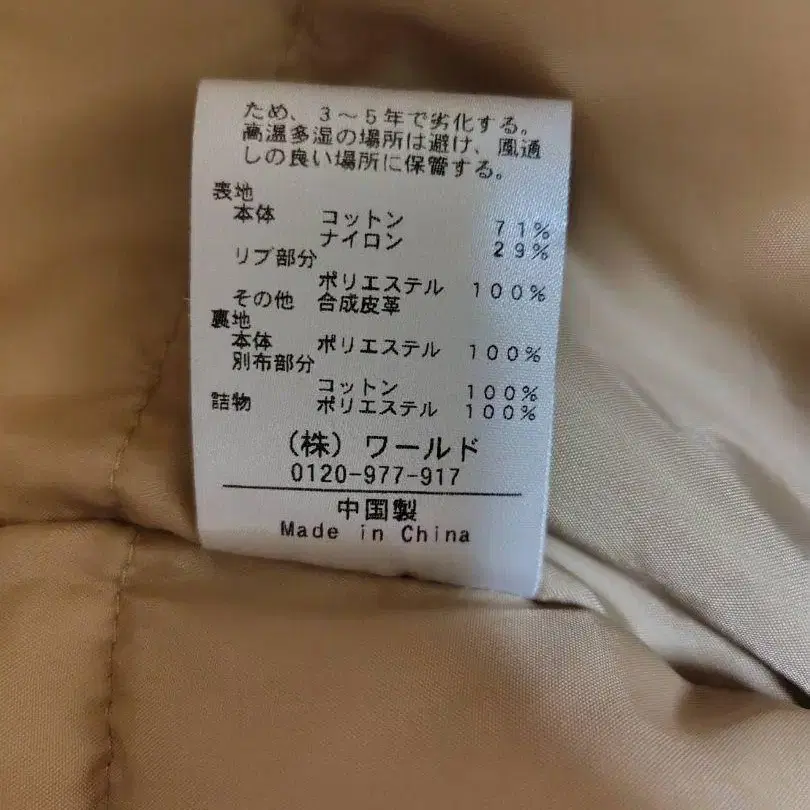 ため、3～5年で劣化する。
高温多湿の場所は避け、風通
しの良い場所に保管する。
表地
本体 コットン 71%
ナイロン 29%
リブ部分
ポリエステル 100%
その他 合成皮革
裏地
本体 ポリエステル 100%
別布部分
コットン 100%
詰物 ポリエステル 100%
(株)ワールド
0120-977-917
中国製
Made in China